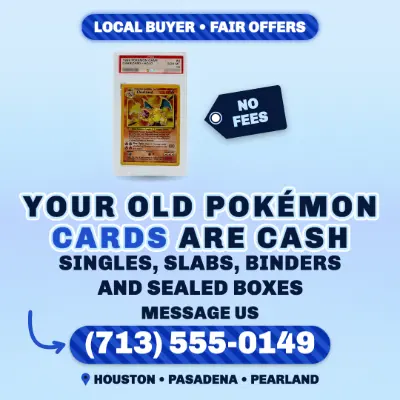 LOCAL BUYER • FAIR OFFERS
NO
FEES
YOUR OLD POKÉMON
CARDS ARE CASH
SINGLES, SLABS, BINDERS
AND SEALED BOXES
MESSAGE US
(713) 555-0149
HOUSTON • PASADENA • PEARLAND